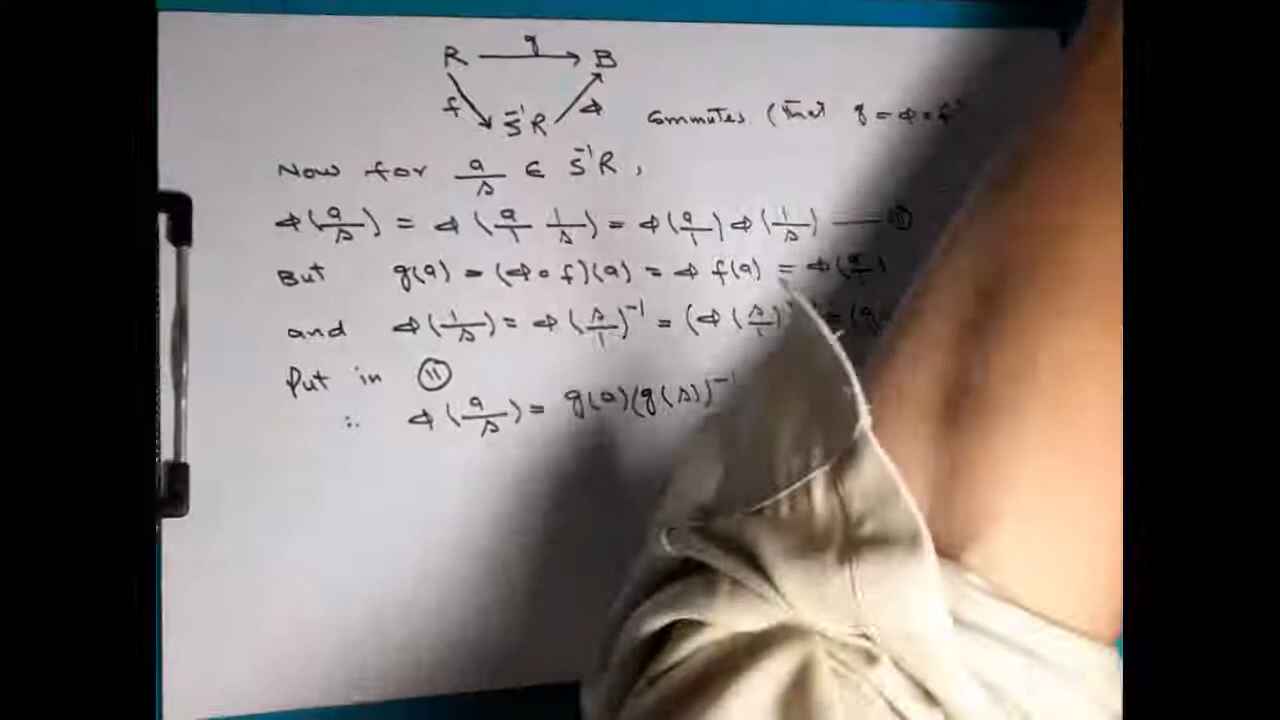 R g B
f S⁻¹R φ commutes (that g = φ∘f
Now for a/s ∈ S⁻¹R,
φ(a/s) = φ(a/1 1/s) = φ(a/1) φ(1/s) —— (II)
But g(a) = (φ∘f)(a) = φ f(a) = φ(a/1)
and φ(1/s) = φ(s/1)⁻¹ = (φ(s/1))⁻¹ = (g
Put in (II)
∴ φ(a/s) = g(a)(g(s))⁻¹